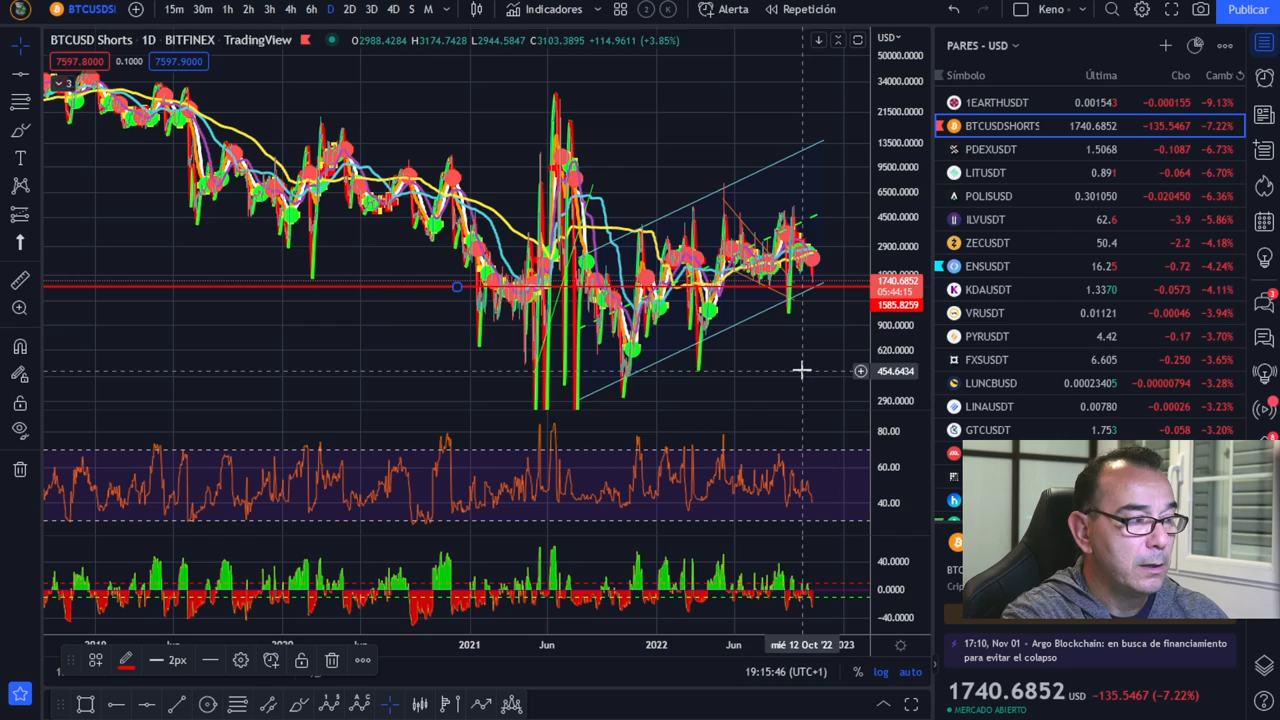 BTCUSDSI
15m 30m 1h 2h 3h 4h 6h D 2D 3D 4D S M
Indicadores
2
Alerta
Repetición
Keno
Publicar
BTCUSD Shorts · 1D · BITFINEX · TradingView
O2988.4284 H3174.7428 L2944.5847 C3103.3895 +114.9611 (+3.85%)
7597.8000 0.1000 7597.9000
3
USD
50000.0000
34000.0000
21500.0000
13500.0000
9500.0000
6500.0000
4500.0000
2900.0000
1740.6852
05:44:15
1585.8259
900.0000
620.0000
454.6434
290.0000
80.00
60.00
40.00
40.0000
0.0000
−40.0000
2019 Jun 2020 Jun 2021 Jun 2022 Jun
mié 12 Oct '22
2023
2px
19:15:46 (UTC+1)
%
log
auto
PARES - USD
Símbolo Última Cbo Camb
1EARTHUSDT 0.001543 −0.000155 −9.13%
BTCUSDSHORTS 1740.6852 −135.5467 −7.22%
PDEXUSDT 1.5068 −0.1087 −6.73%
LITUSDT 0.891 −0.064 −6.70%
POLISUSD 0.301050 −0.020450 −6.36%
ILVUSDT 62.6 −3.9 −5.86%
ZECUSDT 50.4 −2.2 −4.18%
ENSUSDT 16.25 −0.72 −4.24%
KDAUSDT 1.3370 −0.0573 −4.11%
VRUSDT 0.01121 −0.00046 −3.94%
PYRUSDT 4.42 −0.17 −3.70%
FXSUSDT 6.605 −0.250 −3.65%
LUNCBUSD 0.00023405 −0.00000794 −3.28%
LINAUSDT 0.00780 −0.00026 −3.23%
GTCUSDT 1.753 −0.058 −3.20%
17:10, Nov 01 • Argo Blockchain: en busca de financiamiento
para evitar el colapso
1740.6852 USD −135.5467 (−7.22%)
MERCADO ABIERTO